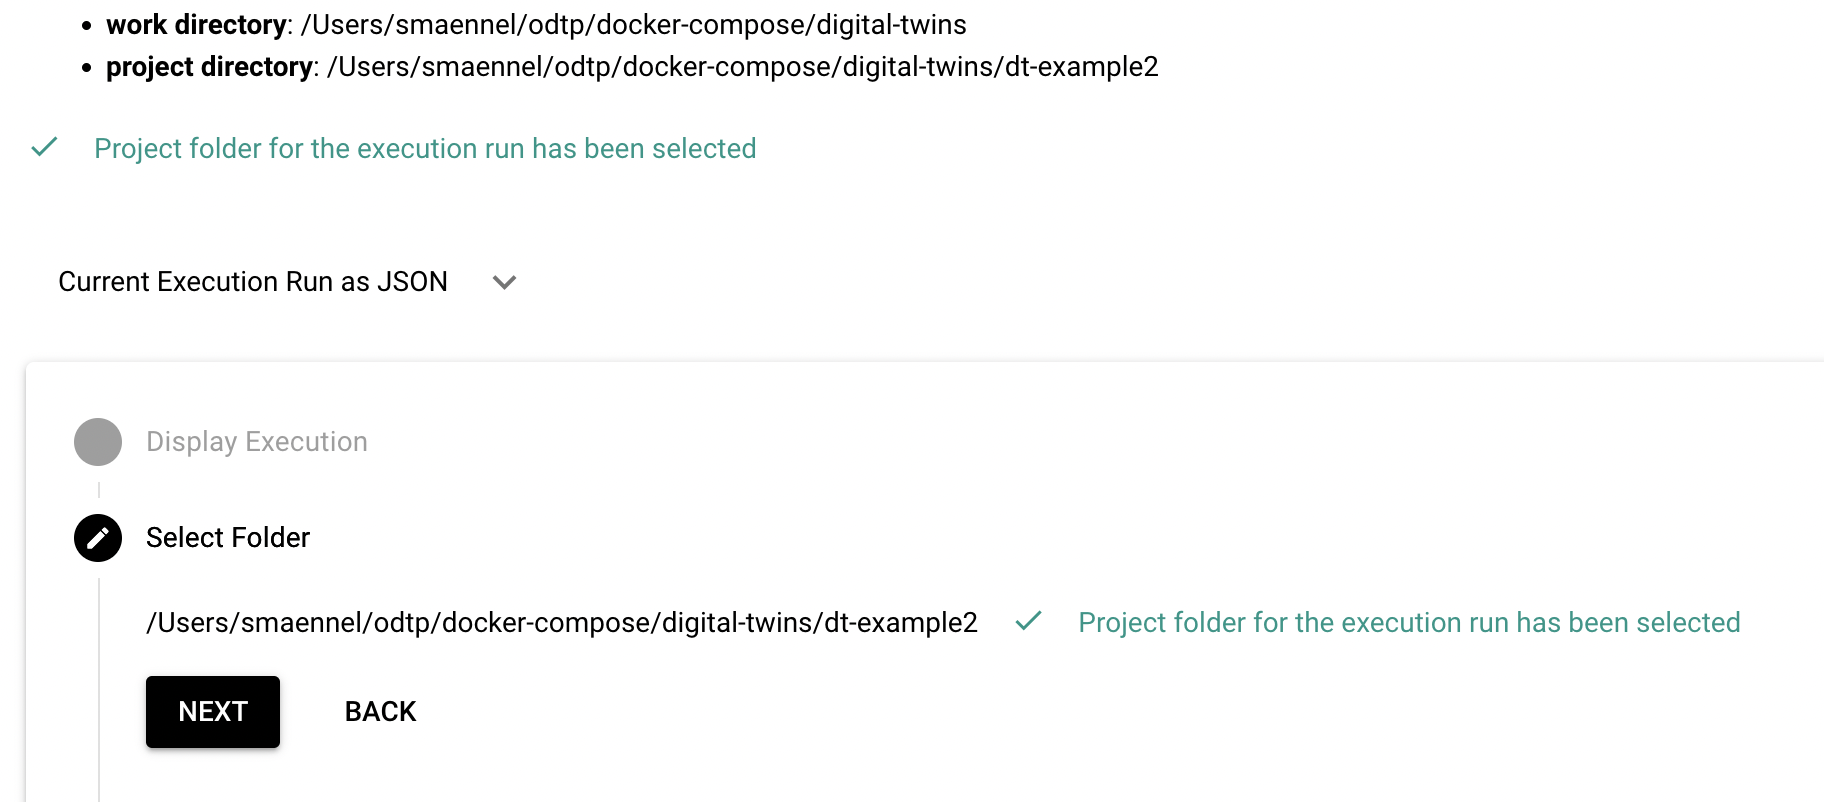 work directory: /Users/smaennel/odtp/docker-compose/digital-twins
project directory: /Users/smaennel/odtp/docker-compose/digital-twins/dt-example2
Project folder for the execution run has been selected
Current Execution Run as JSON
Display Execution
Select Folder
/Users/smaennel/odtp/docker-compose/digital-twins/dt-example2 Project folder for the execution run has been selected
NEXT BACK